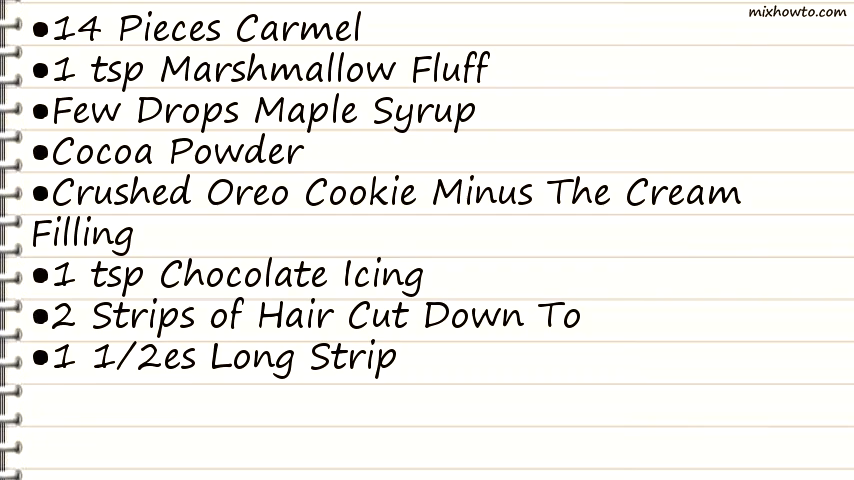 mixhowto.com
•14 Pieces Carmel
•1 tsp Marshmallow Fluff
•Few Drops Maple Syrup
•Cocoa Powder
•Crushed Oreo Cookie Minus The Cream
Filling
•1 tsp Chocolate Icing
•2 Strips of Hair Cut Down To
•1 1/2es Long Strip